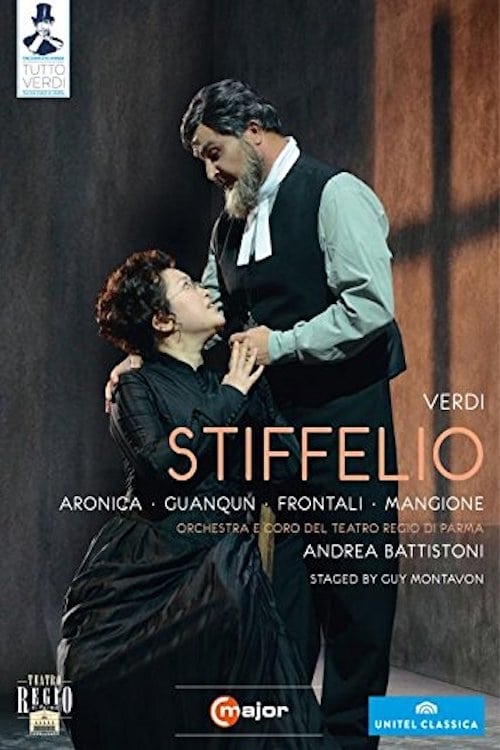 TUTTO
VERDI
VERDI
STIFFELIO
ARONICA · GUANQUN · FRONTALI · MANGIONE
ORCHESTRA E CORO DEL TEATRO REGIO DI PARMA
ANDREA BATTISTONI
STAGED BY GUY MONTAVON
TEATRO
REGIO
C major
UNITEL CLASSICA